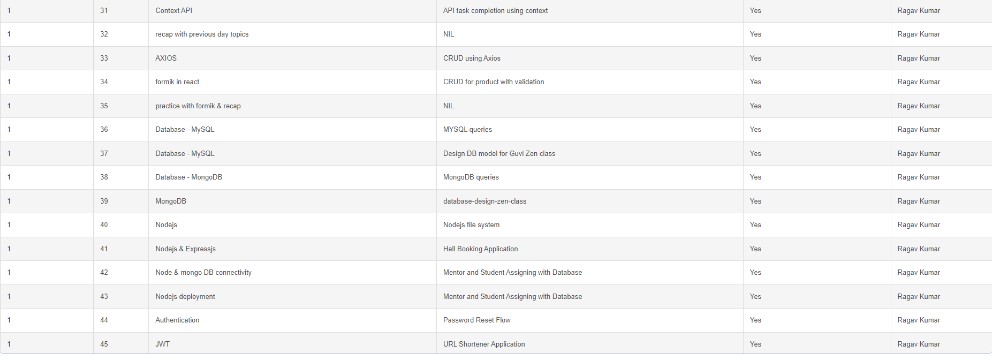 1 31 Context API API task completion using context Yes Ragav Kumar
1 32 recap with previous day topics NIL Yes Ragav Kumar
1 33 AXIOS CRUD using Axios Yes Ragav Kumar
1 34 formik in react CRUD for product with validation Yes Ragav Kumar
1 35 practice with formik & recap NIL Yes Ragav Kumar
1 36 Database - MySQL MYSQL queries Yes Ragav Kumar
1 37 Database - MySQL Design DB model for Guvi Zen class Yes Ragav Kumar
1 38 Database - MongoDB MongoDB queries Yes Ragav Kumar
1 39 MongoDB database-design-zen-class Yes Ragav Kumar
1 40 Nodejs Nodejs file system Yes Ragav Kumar
1 41 Nodejs & Expressjs Hall Booking Application Yes Ragav Kumar
1 42 Node & mongo DB connectivity Mentor and Student Assigning with Database Yes Ragav Kumar
1 43 Nodejs deployment Mentor and Student Assigning with Database Yes Ragav Kumar
1 44 Authentication Password Reset Flow Yes Ragav Kumar
1 45 JWT URL Shortener Application Yes Ragav Kumar